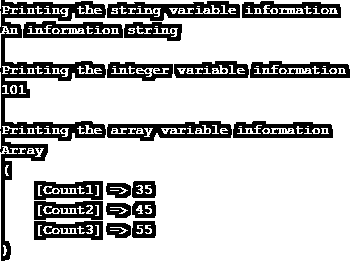 Printing the string variable information
An information string
Printing the integer variable information
101
Printing the array variable information
Array
(
[Count1] => 35
[Count2] => 45
[Count3] => 55
)